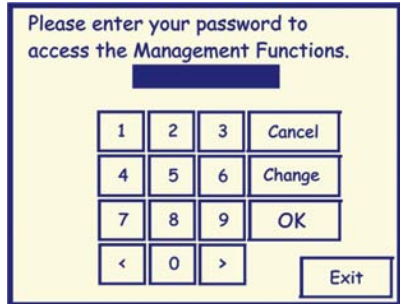 Please enter your password to
access the Management Functions.
1 2 3 Cancel
4 5 6 Change
7 8 9 OK
< 0 >
Exit